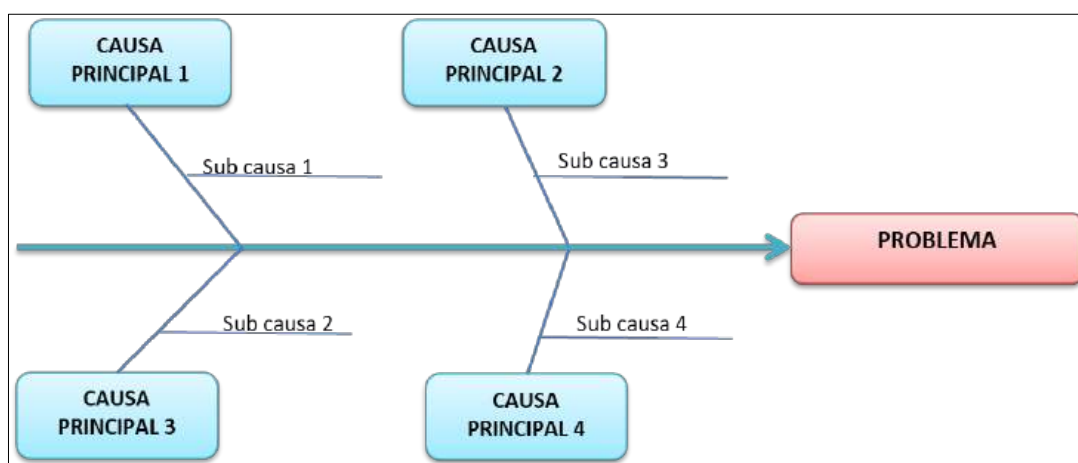 CAUSA
PRINCIPAL 1
CAUSA
PRINCIPAL 2
Sub causa 1
Sub causa 3
PROBLEMA
Sub causa 2
Sub causa 4
CAUSA
PRINCIPAL 3
CAUSA
PRINCIPAL 4